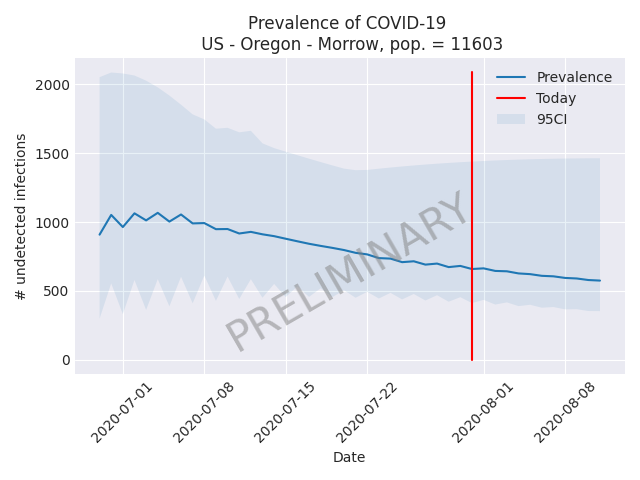 Prevalence of COVID-19
US - Oregon - Morrow, pop. = 11603
# undetected infections
2000
1500
1000
500
0
Prevalence
Today
95CI
PRELIMINARY
2020-07-01
2020-07-08
2020-07-15
2020-07-22
2020-08-01
2020-08-08
Date